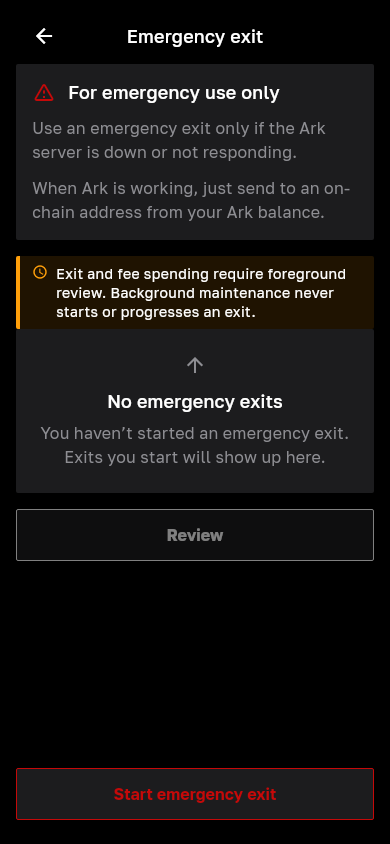 Emergency exit
For emergency use only
Use an emergency exit only if the Ark
server is down or not responding.
When Ark is working, just send to an on-
chain address from your Ark balance.
Exit and fee spending require foreground
review. Background maintenance never
starts or progresses an exit.
No emergency exits
You haven’t started an emergency exit.
Exits you start will show up here.
Review
Start emergency exit